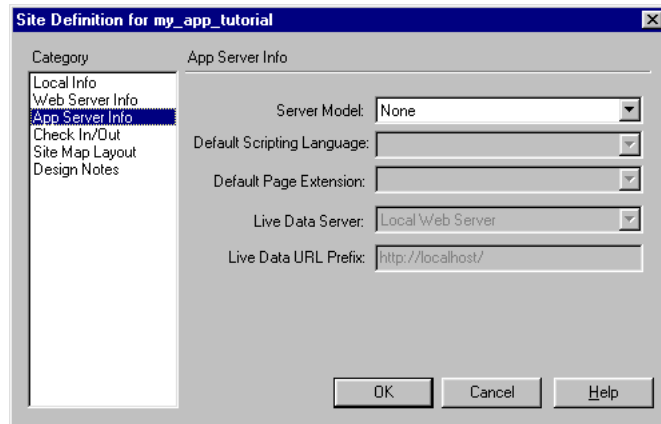 Site Definition for my_app_tutorial
Category
App Server Info
Local Info
Web Server Info
App Server Info
Check In/Out
Site Map Layout
Design Notes
Server Model: None
Default Scripting Language:
Default Page Extension:
Live Data Server: Local Web Server
Live Data URL Prefix: http://localhost/
OK Cancel Help